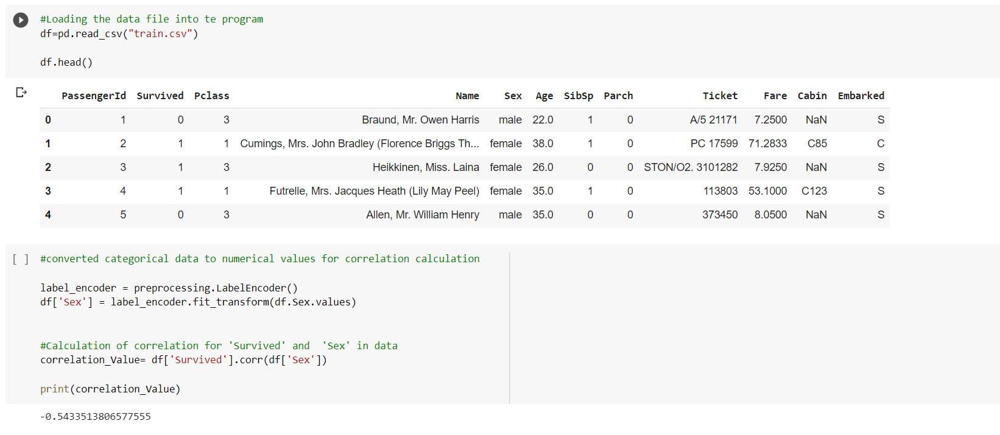 #Loading the data file into te program
df=pd.read_csv("train.csv")
df.head()
PassengerId Survived Pclass Name Sex Age SibSp Parch Ticket Fare Cabin Embarked
0 1 0 3 Braund, Mr. Owen Harris male 22.0 1 0 A/5 21171 7.2500 NaN S
1 2 1 1 Cumings, Mrs. John Bradley (Florence Briggs Th... female 38.0 1 0 PC 17599 71.2833 C85 C
2 3 1 3 Heikkinen, Miss. Laina female 26.0 0 0 STON/O2. 3101282 7.9250 NaN S
3 4 1 1 Futrelle, Mrs. Jacques Heath (Lily May Peel) female 35.0 1 0 113803 53.1000 C123 S
4 5 0 3 Allen, Mr. William Henry male 35.0 0 0 373450 8.0500 NaN S
[ ] #converted categorical data to numerical values for correlation calculation
label_encoder = preprocessing.LabelEncoder()
df['Sex'] = label_encoder.fit_transform(df.Sex.values)
#Calculation of correlation for 'Survived' and  'Sex' in data
correlation_Value= df['Survived'].corr(df['Sex'])
print(correlation_Value)
-0.5433513806577555